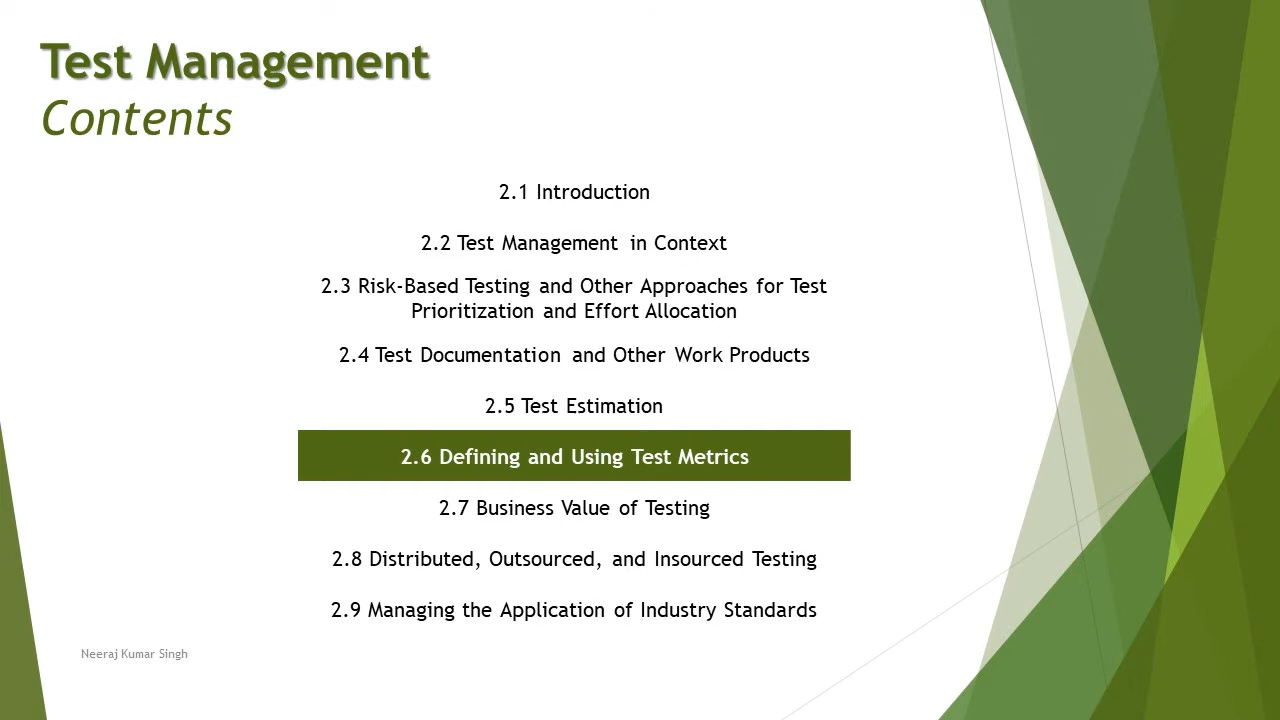 Test Management
Contents
2.1 Introduction
2.2 Test Management in Context
2.3 Risk-Based Testing and Other Approaches for Test
Prioritization and Effort Allocation
2.4 Test Documentation and Other Work Products
2.5 Test Estimation
2.6 Defining and Using Test Metrics
2.7 Business Value of Testing
2.8 Distributed, Outsourced, and Insourced Testing
2.9 Managing the Application of Industry Standards
Neeraj Kumar Singh